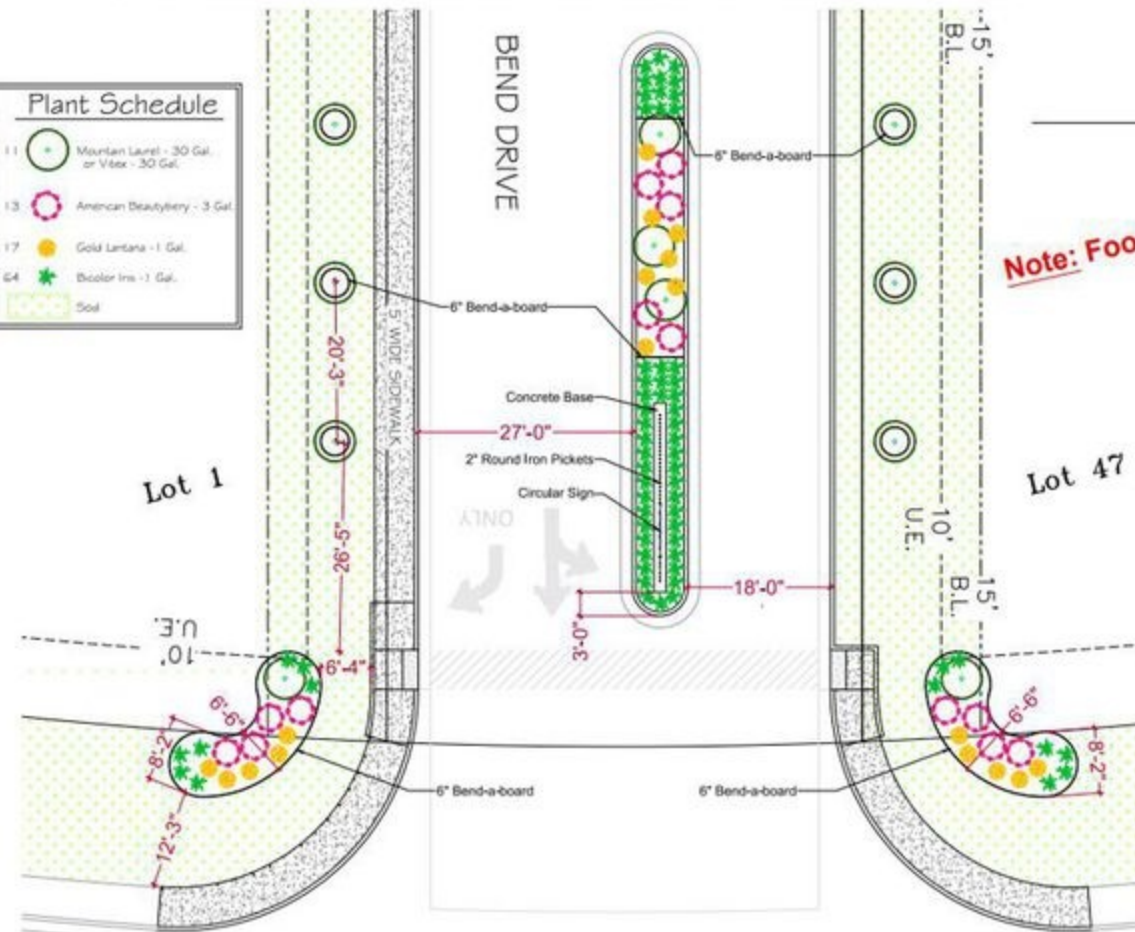 Plant Schedule
11 Mountain Laurel - 30 Gal.
or Vitex - 30 Gal.
13 American Beautybery - 3 Gal.
17 Gold Lantana - 1 Gal.
64 Bicolor Iris - 1 Gal.
Sod
BEND DRIVE
15'
B.L.
6" Bend-a-board
Note: Foo
6" Bend-a-board
5' WIDE SIDEWALK
20'-3"
Concrete Base
27'-0"
2" Round Iron Pickets
Circular Sign
ONLY
Lot 1
Lot 47
26'-5"
10'
U.E.
18'-0"
3'-0"
15'
B.L.
10'
U.E.
6'-4"
6'-6"
6'-6"
8'-2"
8'-2"
12'-3"
6" Bend-a-board
6" Bend-a-board